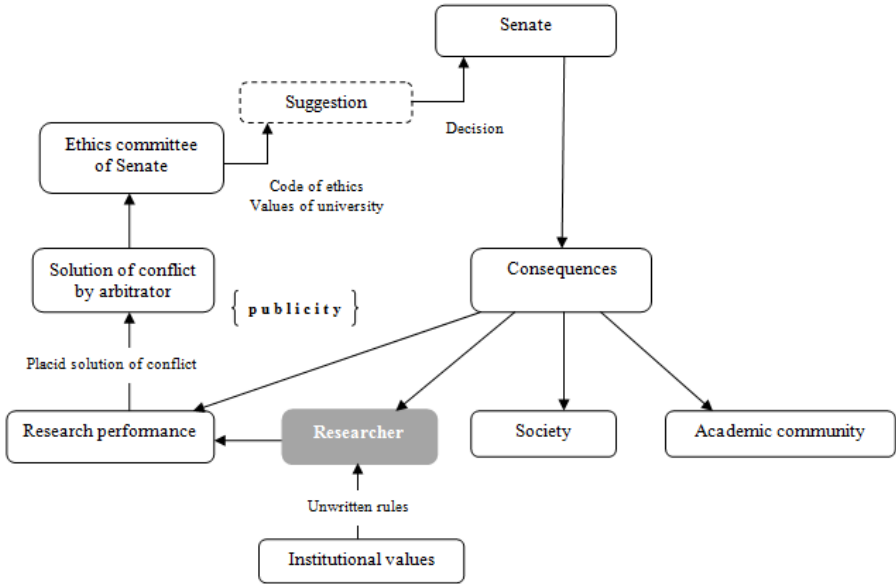 Senate
Suggestion
Decision
Ethics committee
of Senate
Code of ethics
Values of university
Solution of conflict
by arbitrator
Consequences
{ publicity }
Placid solution of conflict
Research performance
Researcher
Society
Academic community
Unwritten rules
Institutional values